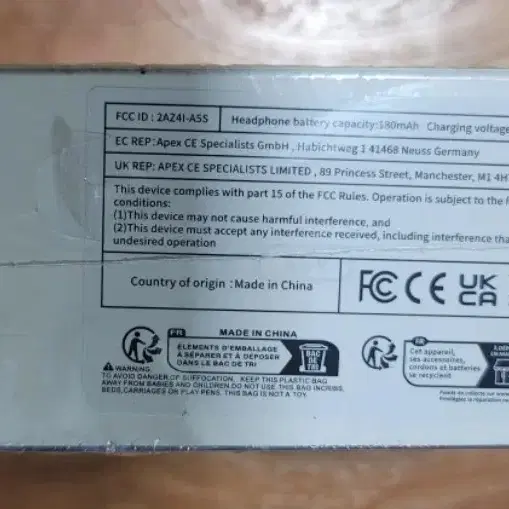 FCC ID : 2AZ4I-A5S
Headphone battery capacity:580mAh Charging voltage
EC REP: Apex CE Specialists GmbH , Habichtweg 1 41468 Neuss Germany
UK REP: APEX CE SPECIALISTS LIMITED , 89 Princess Street, Manchester, M1 4H
This device complies with part 15 of the FCC Rules. Operation is subject to the
conditions:
(1)This device may not cause harmful interference, and
(2)This device must accept any interference received, including interference tha
undesired operation
Country of origin :Made in China
FC CE UK
CA
FR MADE IN CHINA
ÉLÉMENTS D'EMBALLAGE
À SÉPARER ET À DÉPOSER
DANS LE BAC DE TRI
BAC
DE
TRI
WARNING:
TO AVOID DANGER OF SUFFOCATION, KEEP THIS PLASTIC BAG
AWAY FROM BABIES AND CHILDREN.DO NOT USE THIS BAG INCRIBS,
BEDS,CARRIAGES OR PLAY PENS. THIS BAG IS NOT A TOY.
FR
Cet appareil,
ses accessoires,
cordons et batteries
se recyclent
À DÉP
EN MAG